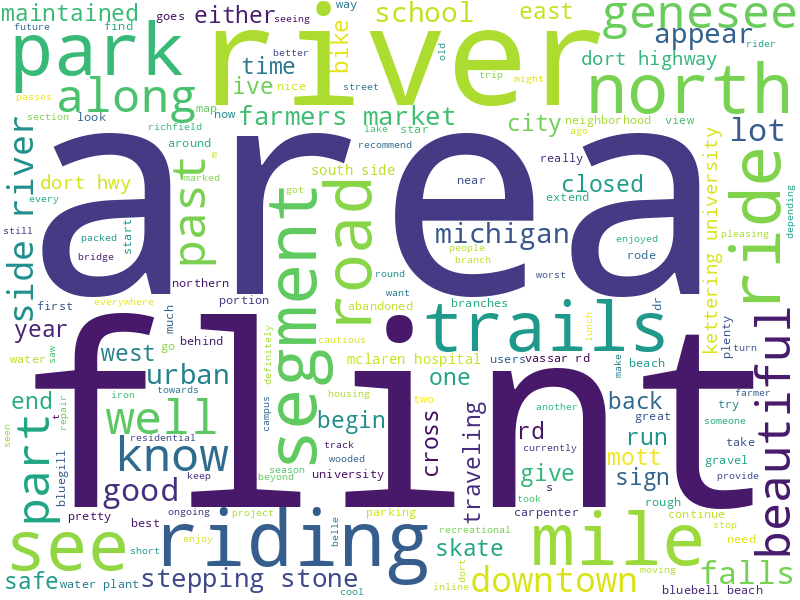 maintained
goes
either
school
east
genesee
future
find
way
time
bike
old
seeing
better
appear
rider
park
river
street
trip
might
dort highway
passes
along
ive
map
nice
north
section
look
now
farmers market
city
neighborhood
view
lot
richfield
lake
star
ago
around
recommend
g
south side
really
side river
past
dort hwy
marked
got
near
closed
extend
kettering university
ride
depending
every
area
still
packed
start
segment
road
michigan
people
enjoyed
pleasing
bridge
branch
rode
northern
round
worst
first
everywhere
portion
want
abandoned
branches
trails
dr
year
much
behind
cautious
users
vassar rd
lunch
plenty
water
saw
west
go
definitely
mclaren hospital
beach
make
turn
urban
one
flint
beautiful
end
iron
towards
housing
two
back
try
farmer
part
well
campus
begin
another
great
someone
t
repair
track
cross
traveling
rd
run
take
seen
know
residential
wooded
currently
mott
gravel
bluegill
good
keep
season
beyond
university
give
s
sign
provide
took
rough
pretty
ongoing
project
parking
carpenter
continue
see
best
riding
belle
recreational
mile
stop
need
short
enjoy
skate
moving
falls
safe
water plant
stepping stone
cool
inline
dort
downtown
bluebell beach